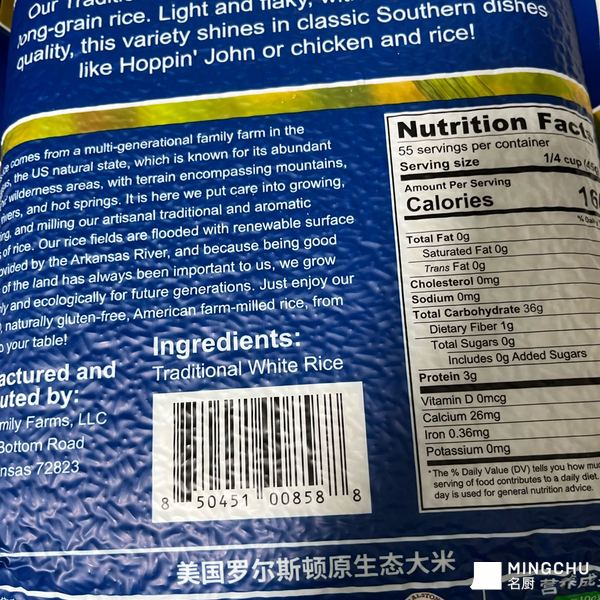 Our Traditi
long-grain rice. Light and flaky, wit
quality, this variety shines in classic Southern dishes
like Hoppin' John or chicken and rice!
comes from a multi-generational family farm in the
the US natural state, which is known for its abundant
wilderness areas, with terrain encompassing mountains,
rivers, and hot springs. It is here we put care into growing,
and milling our artisanal traditional and aromatic
of rice. Our rice fields are flooded with renewable surface
by the Arkansas River, and because being good
of the land has always been important to us, we grow
and ecologically for future generations. Just enjoy our
naturally gluten-free, American farm-milled rice, from
your table!
actured and
uted by:
mily Farms, LLC
Bottom Road
nsas 72823
Ingredients:
Traditional White Rice
8 50451 00858 8
Nutrition Facts
55 servings per container
Serving size 1/4 cup (45g
Amount Per Serving
Calories 16
% Daily
Total Fat 0g
Saturated Fat 0g
Trans Fat 0g
Cholesterol 0mg
Sodium 0mg
Total Carbohydrate 36g
Dietary Fiber 1g
Total Sugars 0g
Includes 0g Added Sugars
Protein 3g
Vitamin D 0mcg
Calcium 26mg
Iron 0.36mg
Potassium 0mg
*The % Daily Value (DV) tells you how muc
serving of food contributes to a daily diet.
day is used for general nutrition advice.
美国罗尔斯顿原生态大米
营养成
MINGCHU
名厨